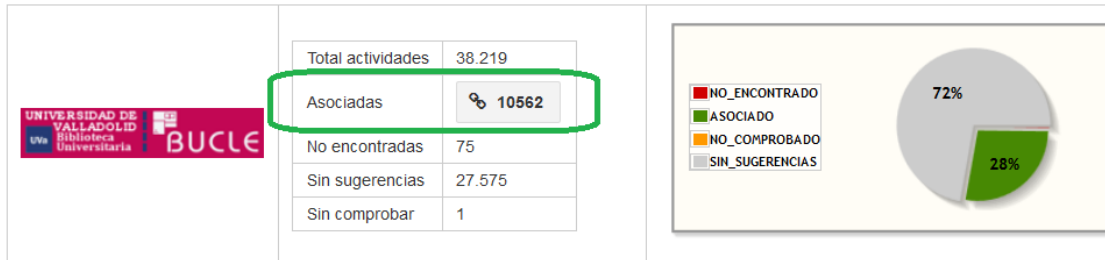 UNIVERSIDAD DE
VALLADOLID
UVa Biblioteca
Universitaria
BUCLE
Total actividades 38.219
Asociadas 10562
No encontradas 75
Sin sugerencias 27.575
Sin comprobar 1
NO_ENCONTRADO
ASOCIADO
NO_COMPROBADO
SIN_SUGERENCIAS
72%
28%